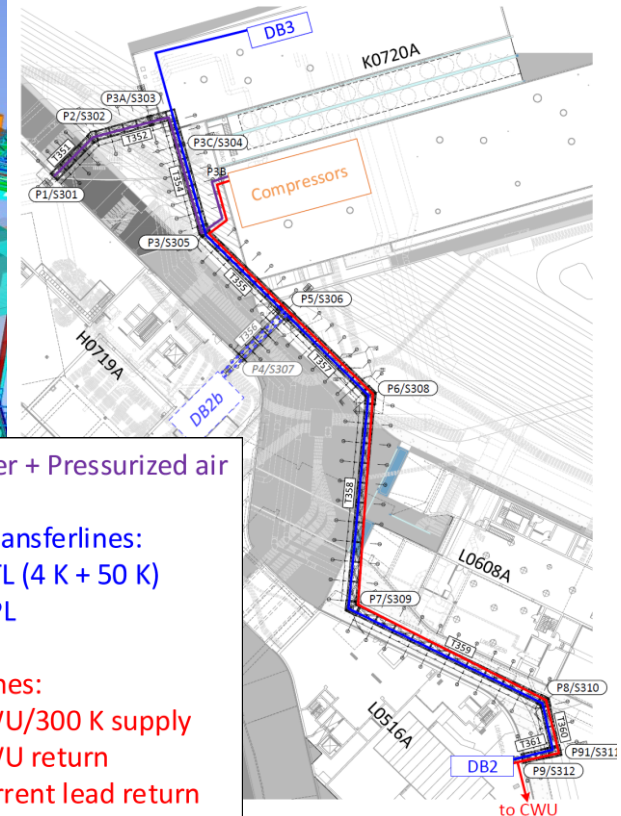 DB3
K0720A
P3A/S303
P2/S302
T352
P3C/S304
T351
P3B
Compressors
P1/S301
T354
P3/S305
T355
P5/S306
T356
H0719A
T357
P4/S307
P6/S308
DB2b
er + Pressurized air
T358
ansferlines:
TL (4 K + 50 K)
L0608A
PL
P7/S309
T359
nes:
P8/S310
WU/300 K supply
L0516A
T360
WU return
T361
P91/S311
DB2
P9/S312
rrent lead return
to CWU